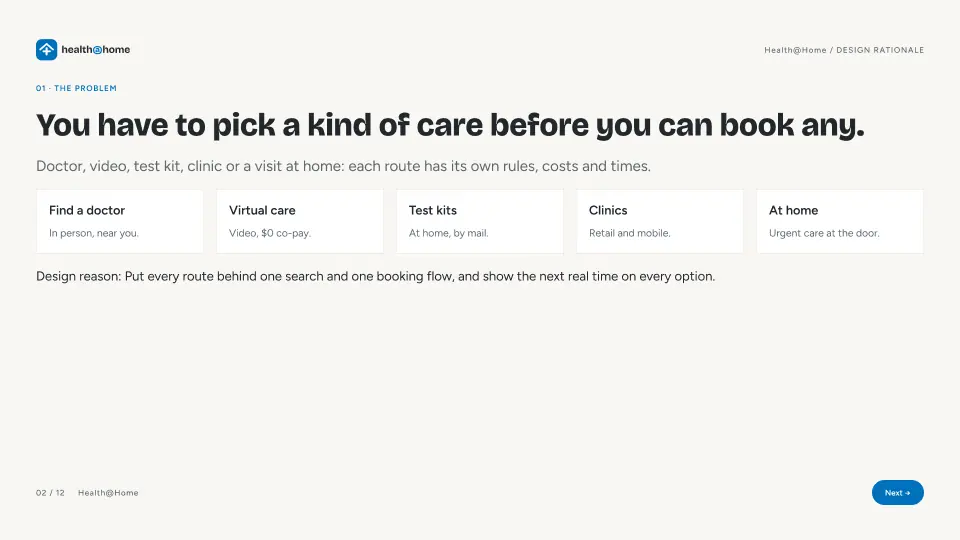 health@home
Health@Home / DESIGN RATIONALE
01 · THE PROBLEM
You have to pick a kind of care before you can book any.
Doctor, video, test kit, clinic or a visit at home: each route has its own rules, costs and times.
Find a doctor
In person, near you.
Virtual care
Video, $0 co-pay.
Test kits
At home, by mail.
Clinics
Retail and mobile.
At home
Urgent care at the door.
Design reason: Put every route behind one search and one booking flow, and show the next real time on every option.
02 / 12 Health@Home
Next →